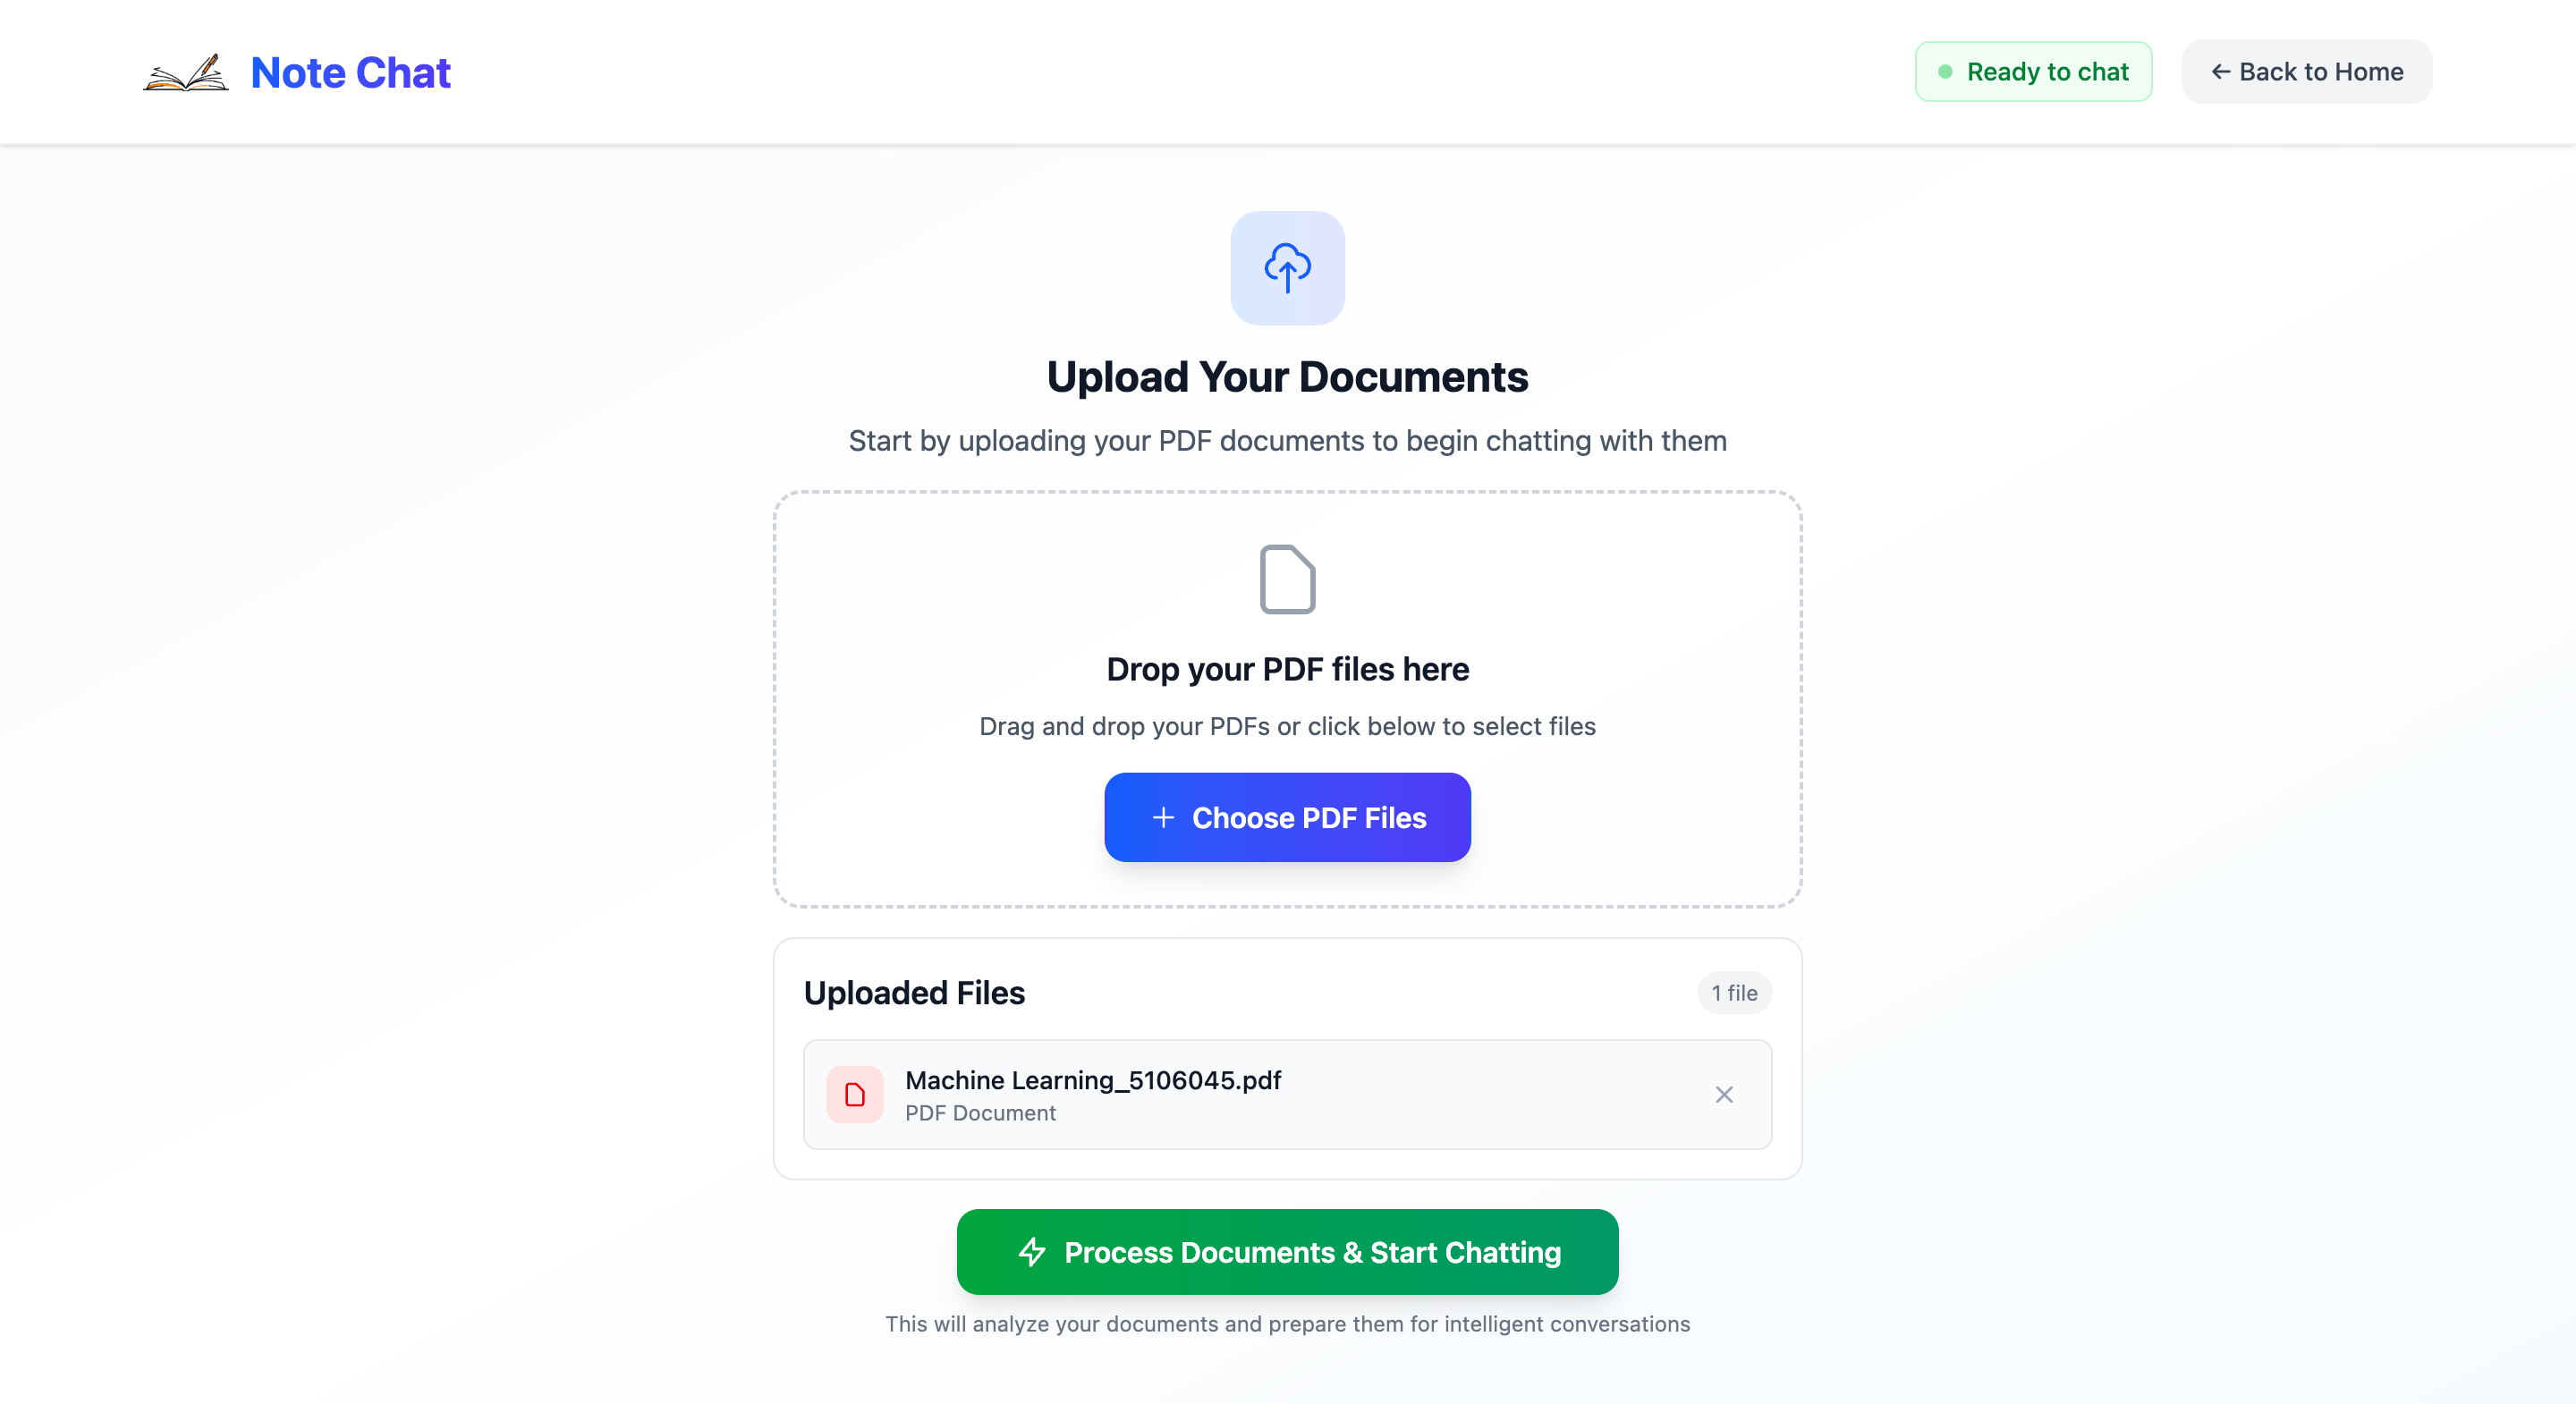 Note Chat
Ready to chat
← Back to Home
Upload Your Documents
Start by uploading your PDF documents to begin chatting with them
Drop your PDF files here
Drag and drop your PDFs or click below to select files
+ Choose PDF Files
Uploaded Files
1 file
Machine Learning_5106045.pdf
PDF Document
Process Documents & Start Chatting
This will analyze your documents and prepare them for intelligent conversations